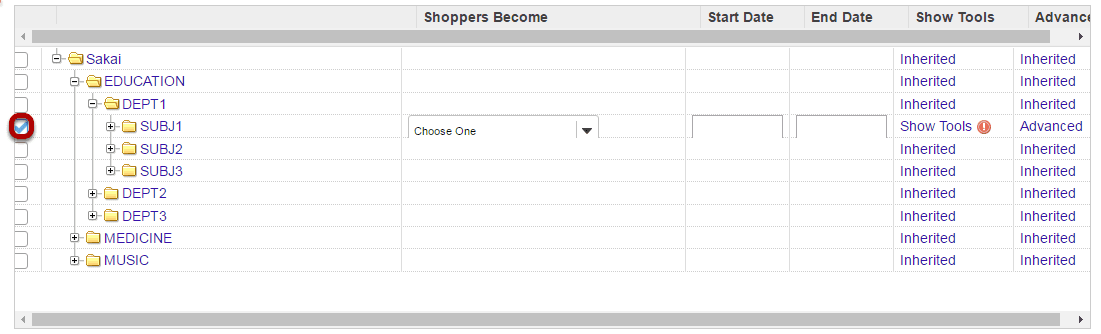 Shoppers Become Start Date End Date Show Tools Advance
Sakai Inherited Inherited
EDUCATION Inherited Inherited
DEPT1 Inherited Inherited
SUBJ1 Choose One Show Tools Advanced
SUBJ2 Inherited Inherited
SUBJ3 Inherited Inherited
DEPT2 Inherited Inherited
DEPT3 Inherited Inherited
MEDICINE Inherited Inherited
MUSIC Inherited Inherited